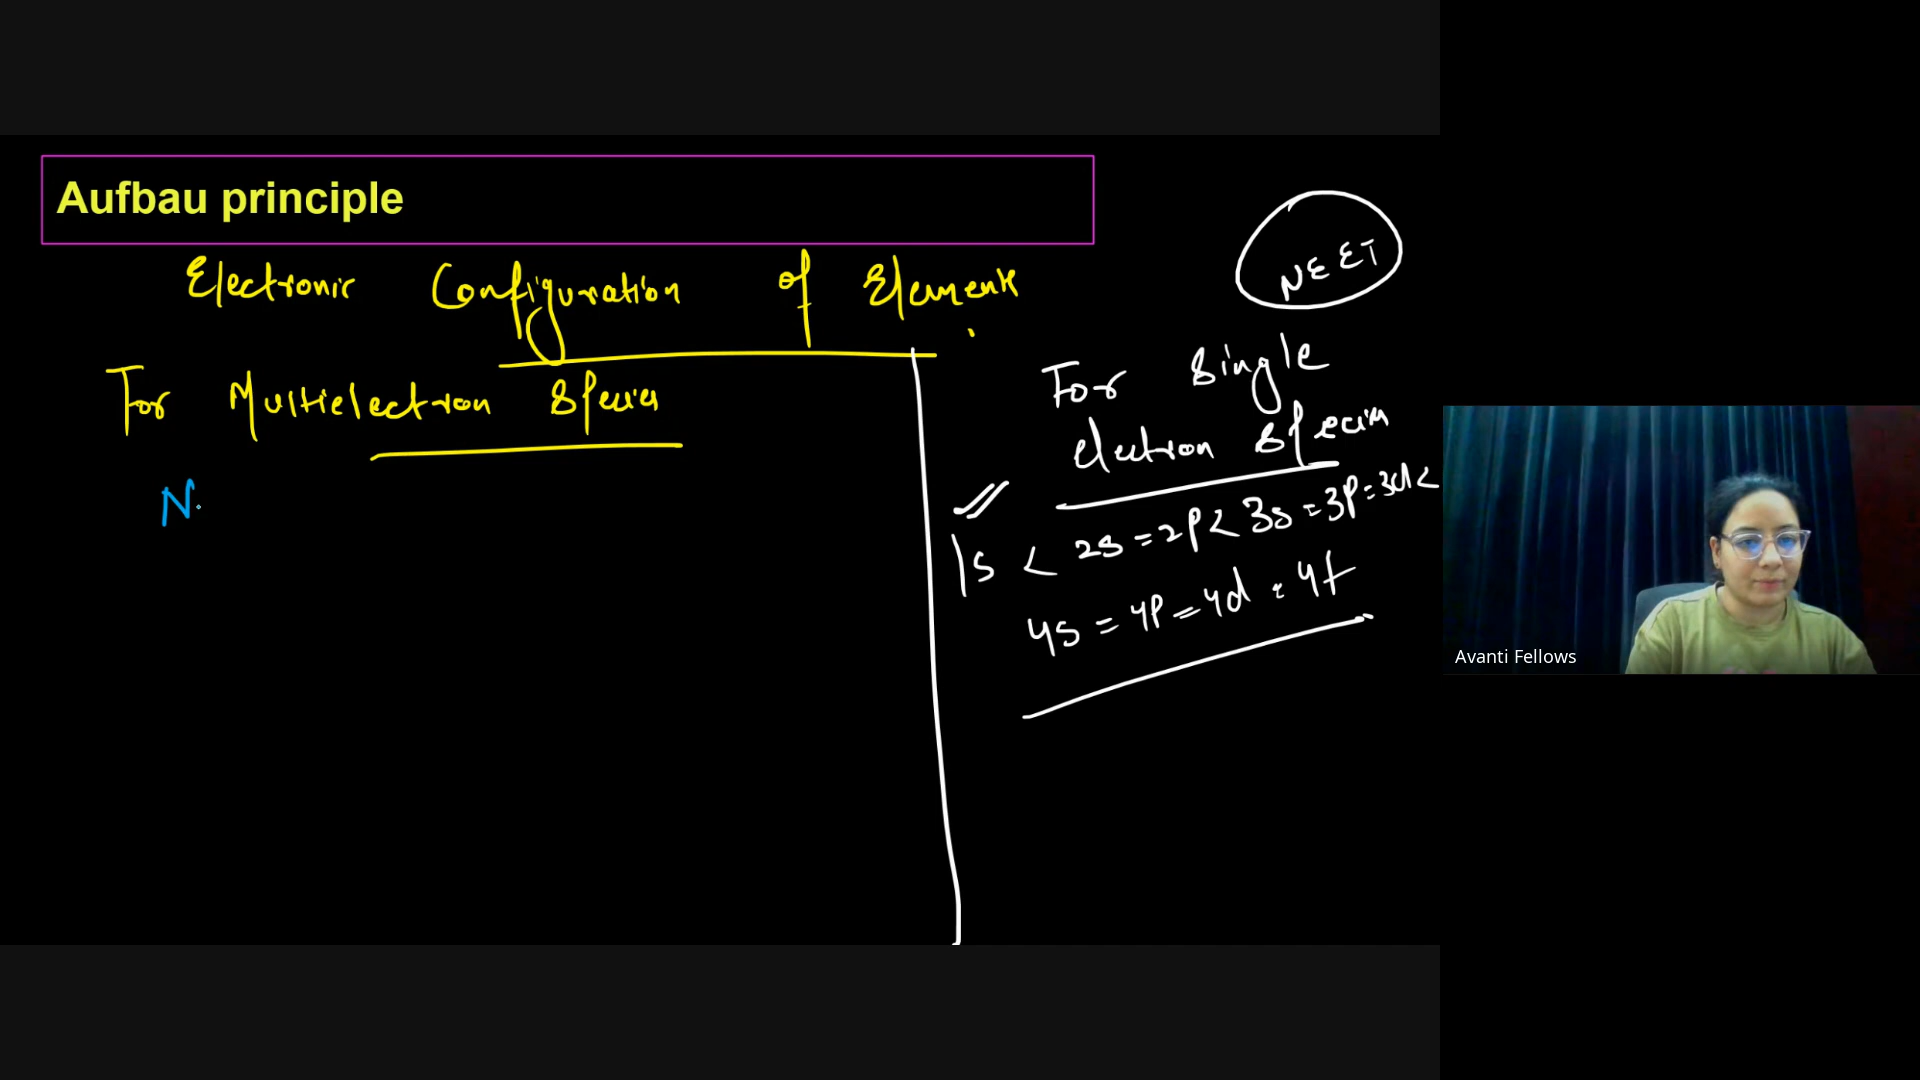 Aufbau principle
Electronic Configuration of Elements
For Multielectron Species
N.
NEET
For Single
electron Species
1s < 2s = 2p < 3s = 3p = 3d <
4s = 4p = 4d = 4f
Avanti Fellows